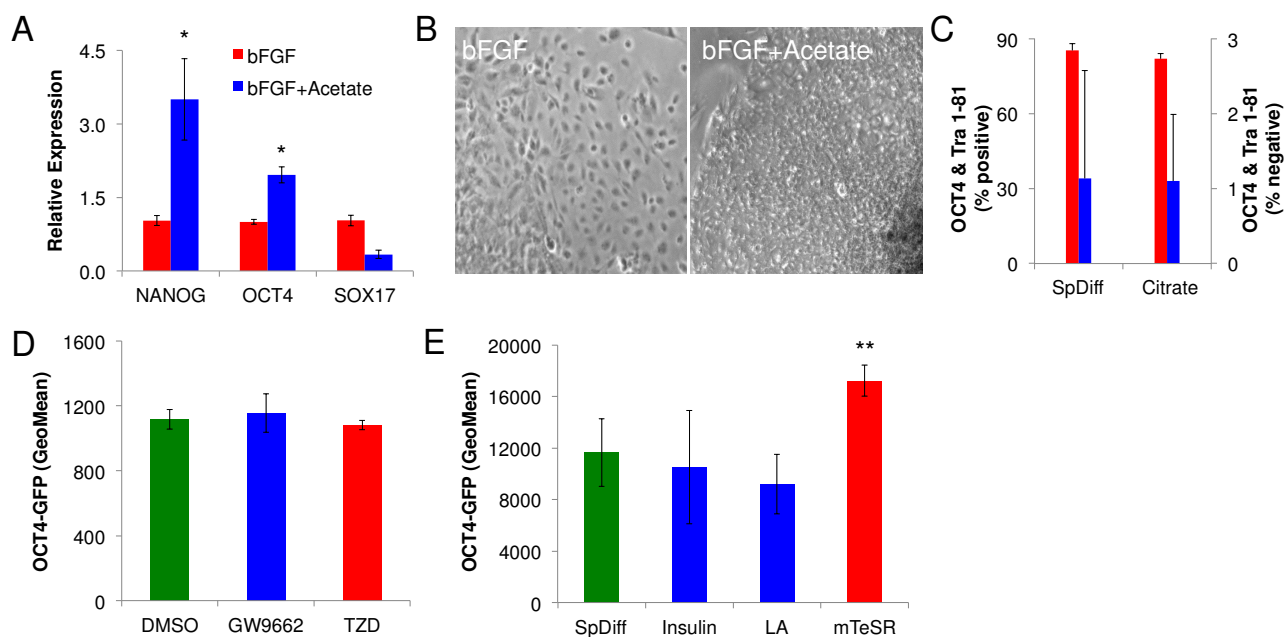 A
Relative Expression
4.5
3.0
1.5
0.0
*
*
bFGF
bFGF+Acetate
NANOG OCT4 SOX17
B
bFGF
bFGF+Acetate
C
OCT4 & Tra 1-81
(% positive)
90
60
30
0
3
2
1
0
OCT4 & Tra 1-81
(% negative)
SpDiff Citrate
D
OCT4-GFP (GeoMean)
1600
1200
800
400
0
DMSO GW9662 TZD
E
OCT4-GFP (GeoMean)
20000
16000
12000
8000
4000
0
**
SpDiff Insulin LA mTeSR